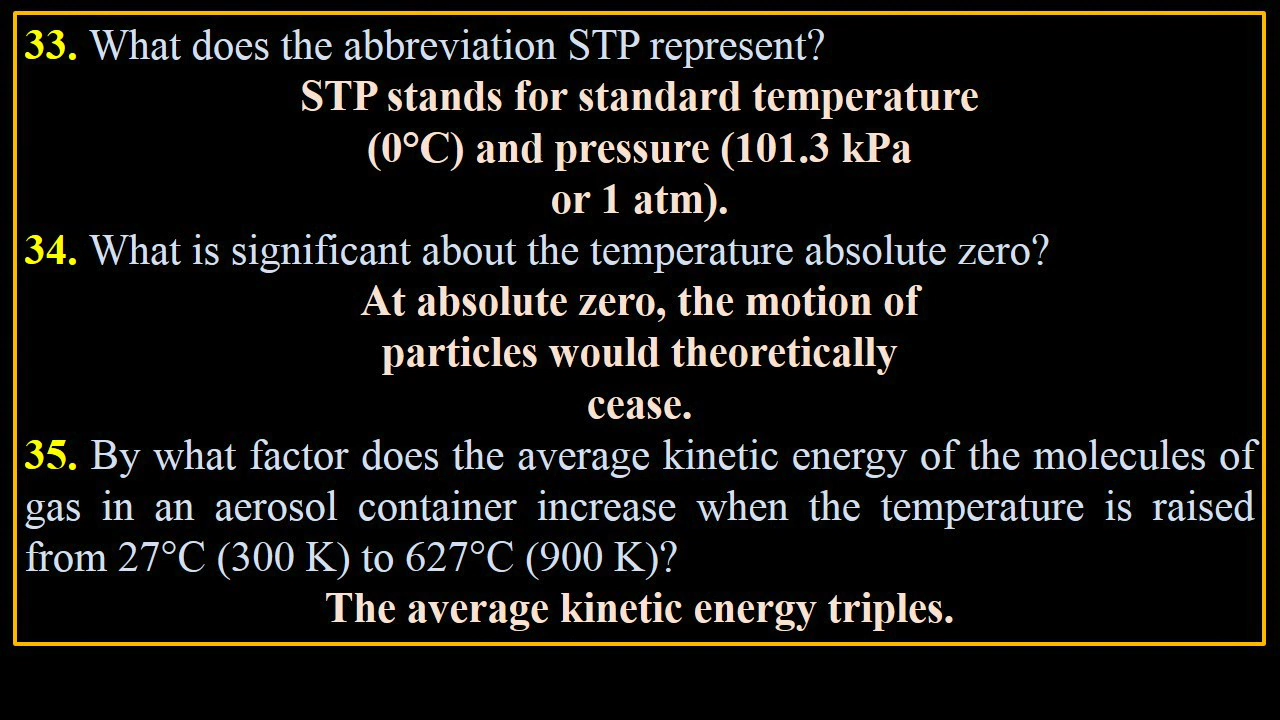 33. What does the abbreviation STP represent?
STP stands for standard temperature
(0°C) and pressure (101.3 kPa
or 1 atm).
34. What is significant about the temperature absolute zero?
At absolute zero, the motion of
particles would theoretically
cease.
35. By what factor does the average kinetic energy of the molecules of
gas in an aerosol container increase when the temperature is raised
from 27°C (300 K) to 627°C (900 K)?
The average kinetic energy triples.